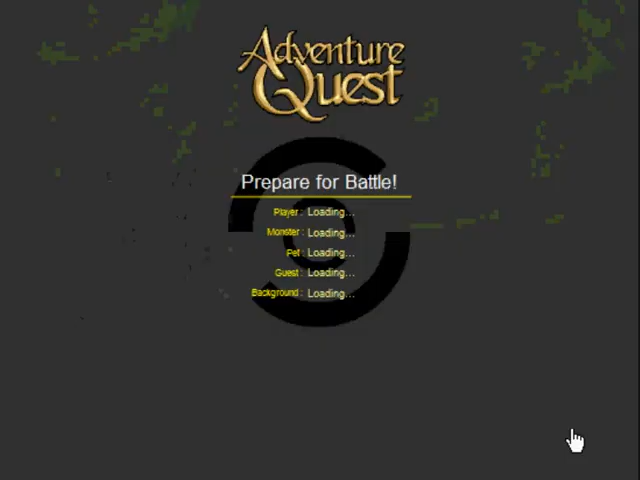 Adventure
Quest
Prepare for Battle!
Player: Loading...
Monster: Loading...
Pet: Loading...
Guest: Loading...
Background: Loading...